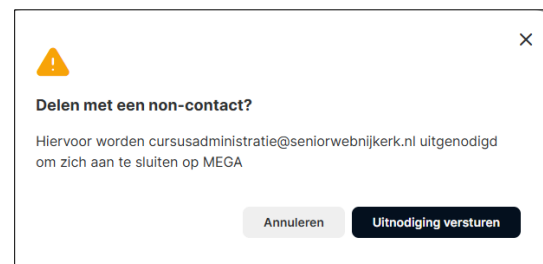 Delen met een non-contact?
Hiervoor worden cursusadministratie@seniorwebnijkerk.nl uitgenodigd
om zich aan te sluiten op MEGA
Annuleren Uitnodiging versturen